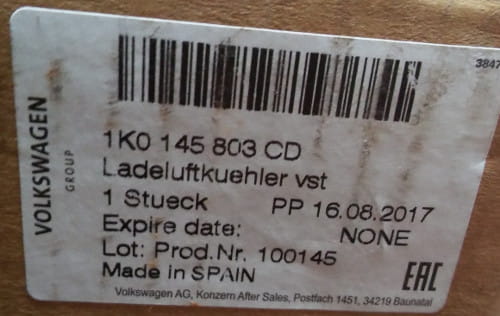 3847
1K0 145 803 CD
Ladeluftkuehler vst
1 Stueck PP 16.08.2017
Expire date: NONE
Lot: Prod.Nr. 100145
Made in SPAIN
EAC
Volkswagen AG, Konzern After Sales, Postfach 1451, 34219 Baunatal
VOLKSWAGEN
GROUP